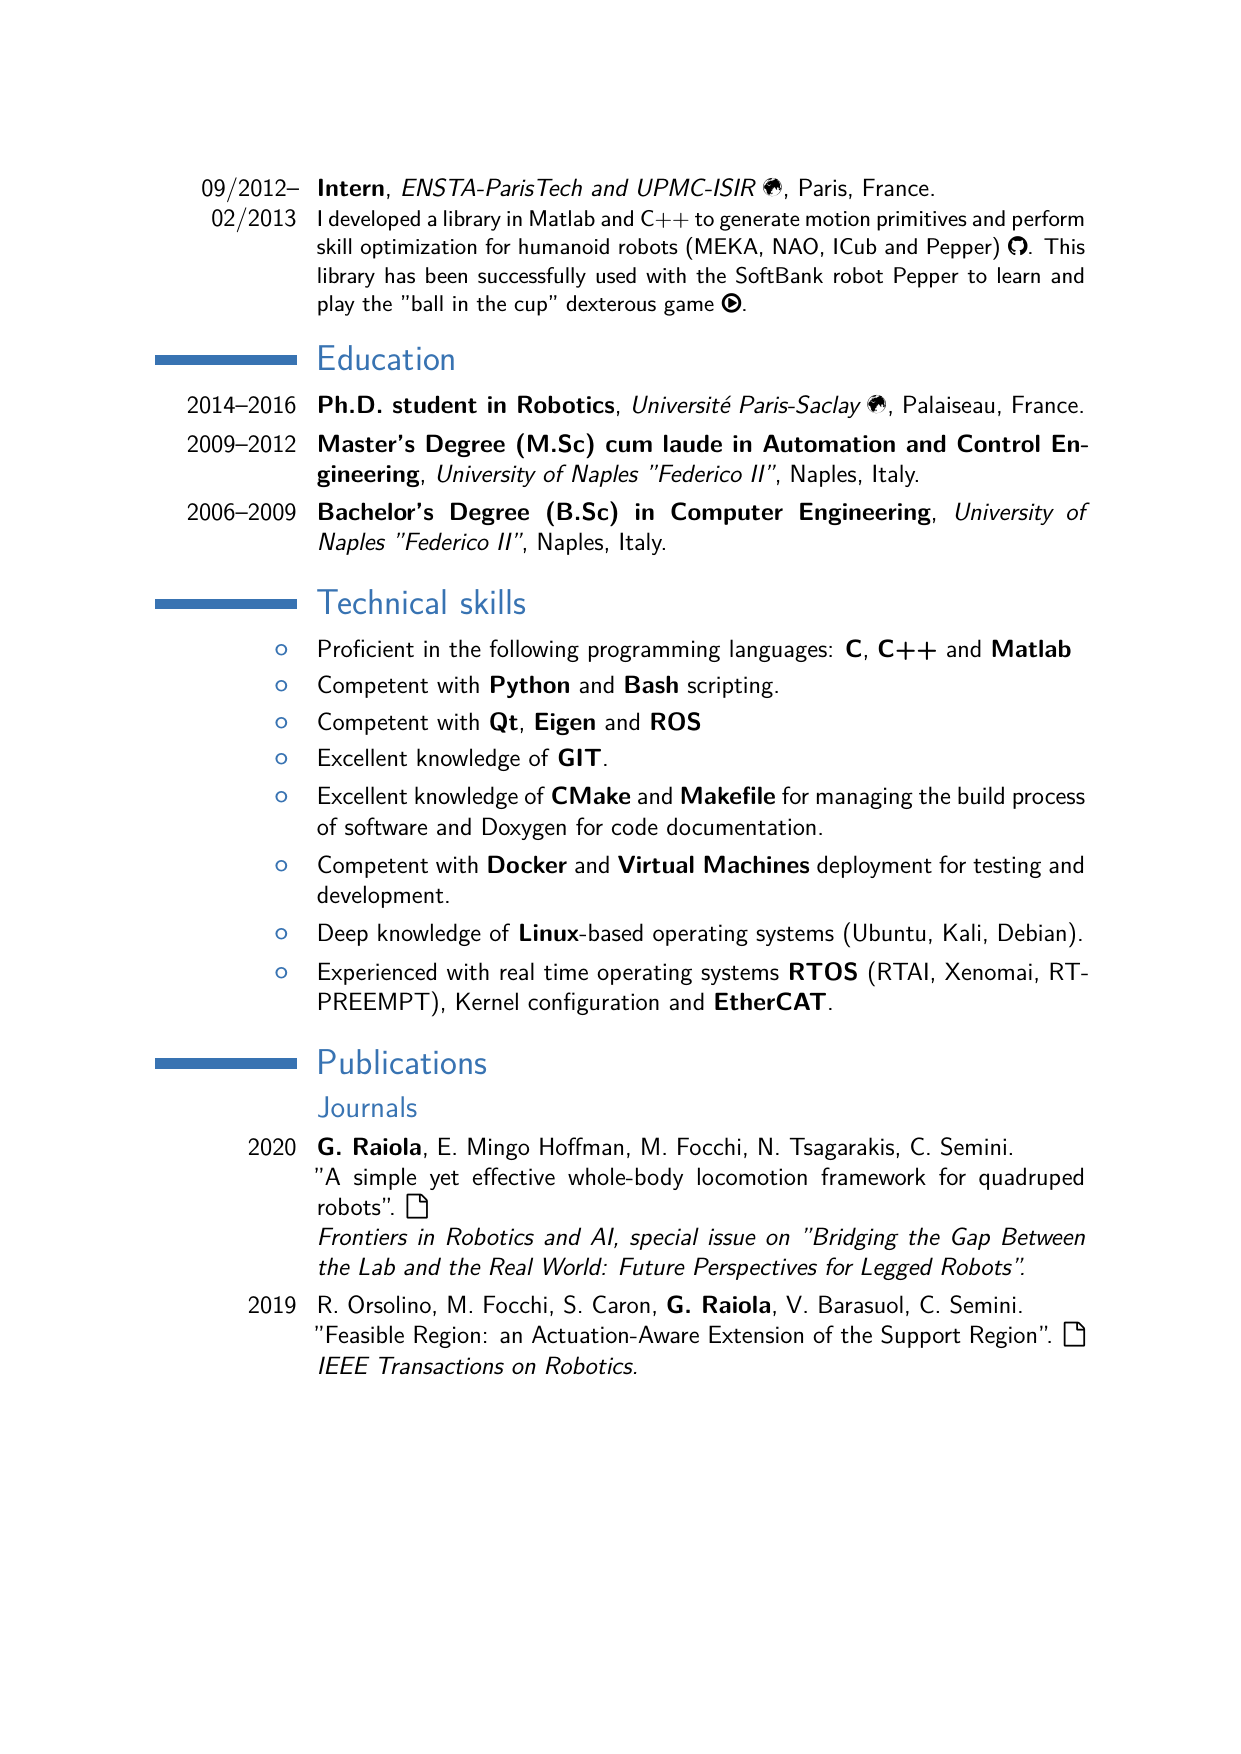 09/2012– Intern, ENSTA-ParisTech and UPMC-ISIR , Paris, France.
02/2013 I developed a library in Matlab and C++ to generate motion primitives and perform
skill optimization for humanoid robots (MEKA, NAO, ICub and Pepper) . This
library has been successfully used with the SoftBank robot Pepper to learn and
play the ”ball in the cup” dexterous game .
Education
2014–2016 Ph.D. student in Robotics, Université Paris-Saclay , Palaiseau, France.
2009–2012 Master’s Degree (M.Sc) cum laude in Automation and Control En-
gineering, University of Naples ”Federico II”, Naples, Italy.
2006–2009 Bachelor’s Degree (B.Sc) in Computer Engineering, University of
Naples ”Federico II”, Naples, Italy.
Technical skills
Proficient in the following programming languages: C, C++ and Matlab
Competent with Python and Bash scripting.
Competent with Qt, Eigen and ROS
Excellent knowledge of GIT.
Excellent knowledge of CMake and Makefile for managing the build process
of software and Doxygen for code documentation.
Competent with Docker and Virtual Machines deployment for testing and
development.
Deep knowledge of Linux-based operating systems (Ubuntu, Kali, Debian).
Experienced with real time operating systems RTOS (RTAI, Xenomai, RT-
PREEMPT), Kernel configuration and EtherCAT.
Publications
Journals
2020 G. Raiola, E. Mingo Hoffman, M. Focchi, N. Tsagarakis, C. Semini.
”A simple yet effective whole-body locomotion framework for quadruped
robots”.
Frontiers in Robotics and AI, special issue on ”Bridging the Gap Between
the Lab and the Real World: Future Perspectives for Legged Robots”.
2019 R. Orsolino, M. Focchi, S. Caron, G. Raiola, V. Barasuol, C. Semini.
”Feasible Region: an Actuation-Aware Extension of the Support Region”.
IEEE Transactions on Robotics.